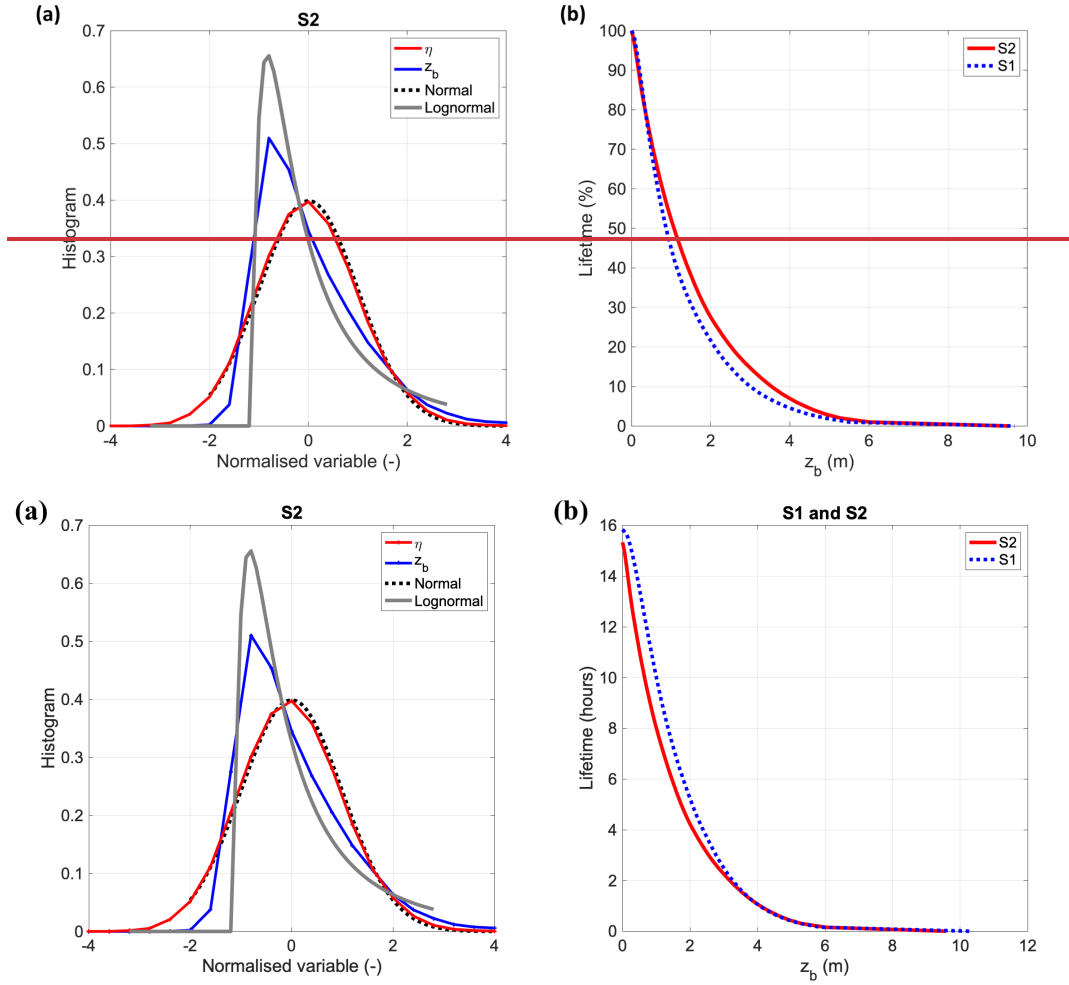 (a)
S2
0.7
0.6
0.5
0.4
0.3
0.2
0.1
0
Histogram
η
z_b
Normal
Lognormal
-4
-2
0
2
4
Normalised variable (-)
(b)
100
90
80
70
60
50
40
30
20
10
0
Lifetime (%)
S2
S1
0
2
4
6
8
10
z_b (m)
(a)
S2
0.7
0.6
0.5
0.4
0.3
0.2
0.1
0
Histogram
η
z_b
Normal
Lognormal
-4
-2
0
2
4
Normalised variable (-)
(b)
S1 and S2
16
14
12
10
8
6
4
2
0
Lifetime (hours)
S2
S1
0
2
4
6
8
10
12
z_b (m)